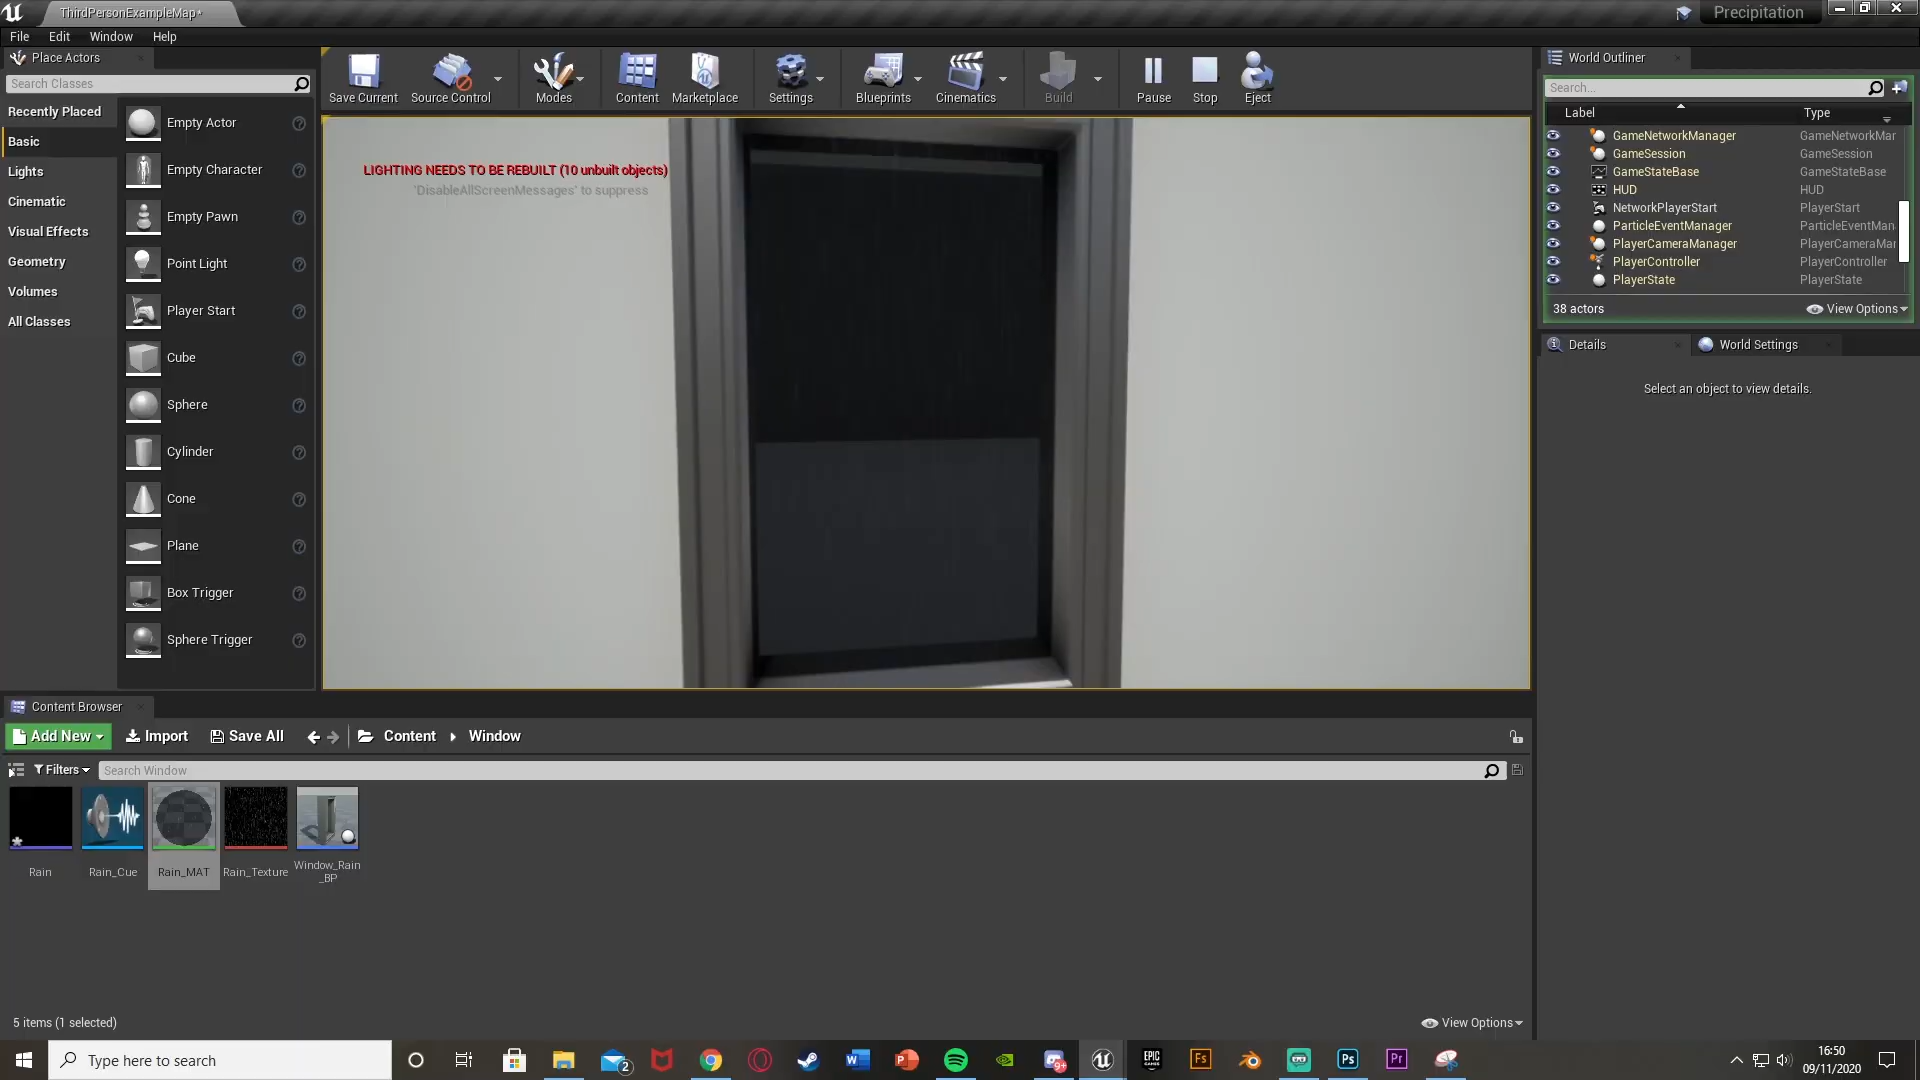 ThirdPersonExampleMap*
Precipitation
File Edit Window Help
Place Actors
Search Classes
Recently Placed
Basic
Lights
Cinematic
Visual Effects
Geometry
Volumes
All Classes
Empty Actor
Empty Character
Empty Pawn
Point Light
Player Start
Cube
Sphere
Cylinder
Cone
Plane
Box Trigger
Sphere Trigger
Save Current Source Control Modes Content Marketplace Settings Blueprints Cinematics Build Pause Stop Eject
LIGHTING NEEDS TO BE REBUILT (10 unbuilt objects)
'DisableAllScreenMessages' to suppress
World Outliner
Search...
Label Type
GameNetworkManager GameNetworkMar
GameSession GameSession
GameStateBase GameStateBase
HUD HUD
NetworkPlayerStart PlayerStart
ParticleEventManager ParticleEventMan
PlayerCameraManager PlayerCameraMar
PlayerController PlayerController
PlayerState PlayerState
38 actors View Options
Details World Settings
Select an object to view details.
Content Browser
Add New Import Save All Content Window
Filters Search Window
Rain
Rain_Cue
Rain_MAT
Rain_Texture
Window_Rain
_BP
5 items (1 selected) View Options
Type here to search
2
W
P
9+
EPIC
GAMES
Fs
Ps
Pr
16:50
09/11/2020